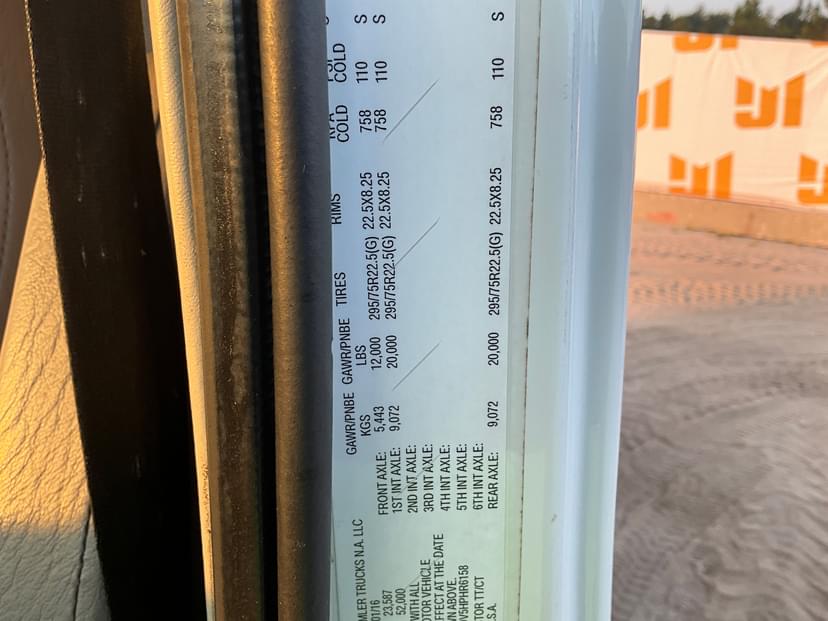 GAWR/PNBE GAWR/PNBE TIRES RIMS COLD COLD
KGS LBS
FRONT AXLE: 5,443 12,000 295/75R22.5(G) 22.5X8.25 758 110 S
1ST INT AXLE: 9,072 20,000 295/75R22.5(G) 22.5X8.25 758 110 S
2ND INT AXLE:
3RD INT AXLE:
4TH INT AXLE:
5TH INT AXLE:
6TH INT AXLE:
REAR AXLE: 9,072 20,000 295/75R22.5(G) 22.5X8.25 758 110 S
TRUCKS N.A. LLC
23,587
52,000
WITH ALL
VEHICLE
EFFECT AT THE DATE
ABOVE.
V5HPHR6158
TT/CT